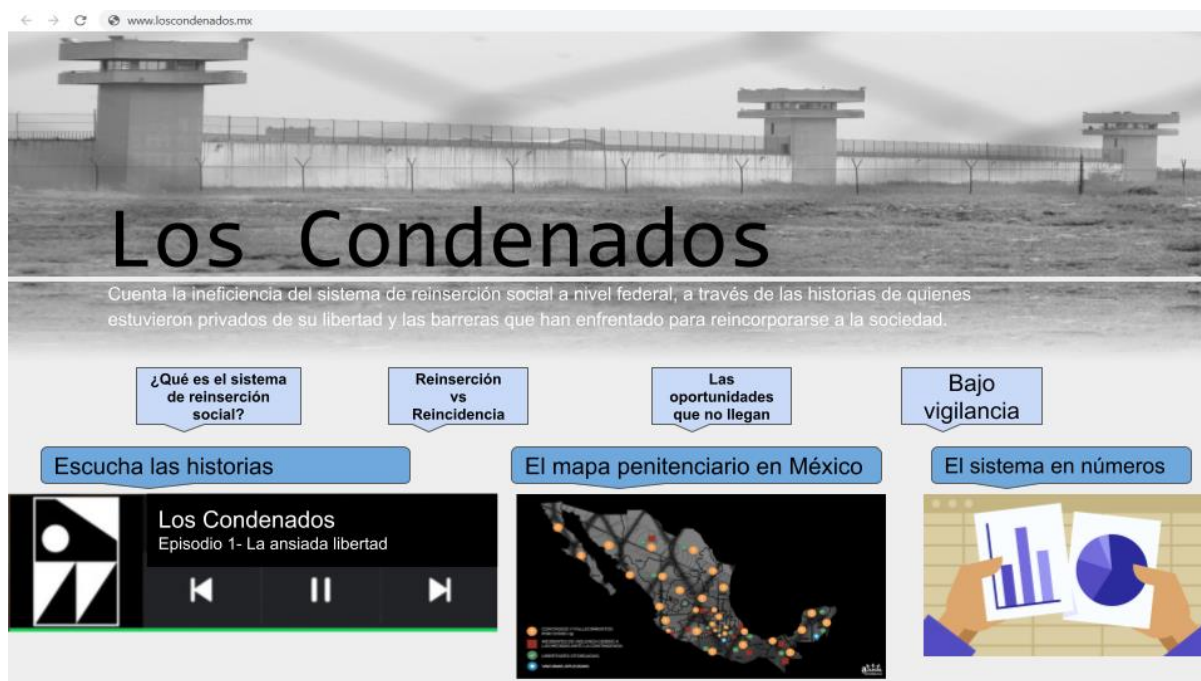 www.loscondenados.mx
Los Condenados
Cuenta la ineficiencia del sistema de reinserción social a nivel federal, a través de las historias de quienes
estuvieron privados de su libertad y las barreras que han enfrentado para reincorporarse a la sociedad.
¿Qué es el sistema
de reinserción
social?
Reinserción
vs
Reincidencia
Las
oportunidades
que no llegan
Bajo
vigilancia
Escucha las historias
El mapa penitenciario en México
El sistema en números
Los Condenados
Episodio 1- La ansiada libertad